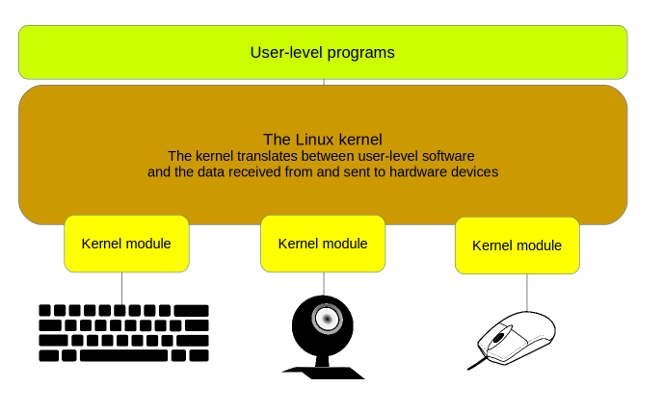 User-level programs
The Linux kernel
The kernel translates between user-level software
and the data received from and sent to hardware devices
Kernel module
Kernel module
Kernel module